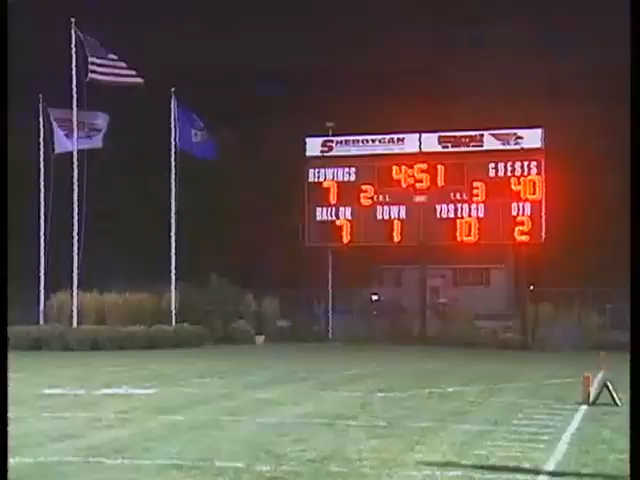 SHEBOYGAN
REDWINGS 4:51 GUESTS
7 2 T.O.L. T.O.L. 3 40
BALL ON DOWN YDS TO GO QTR
7 1 10 2